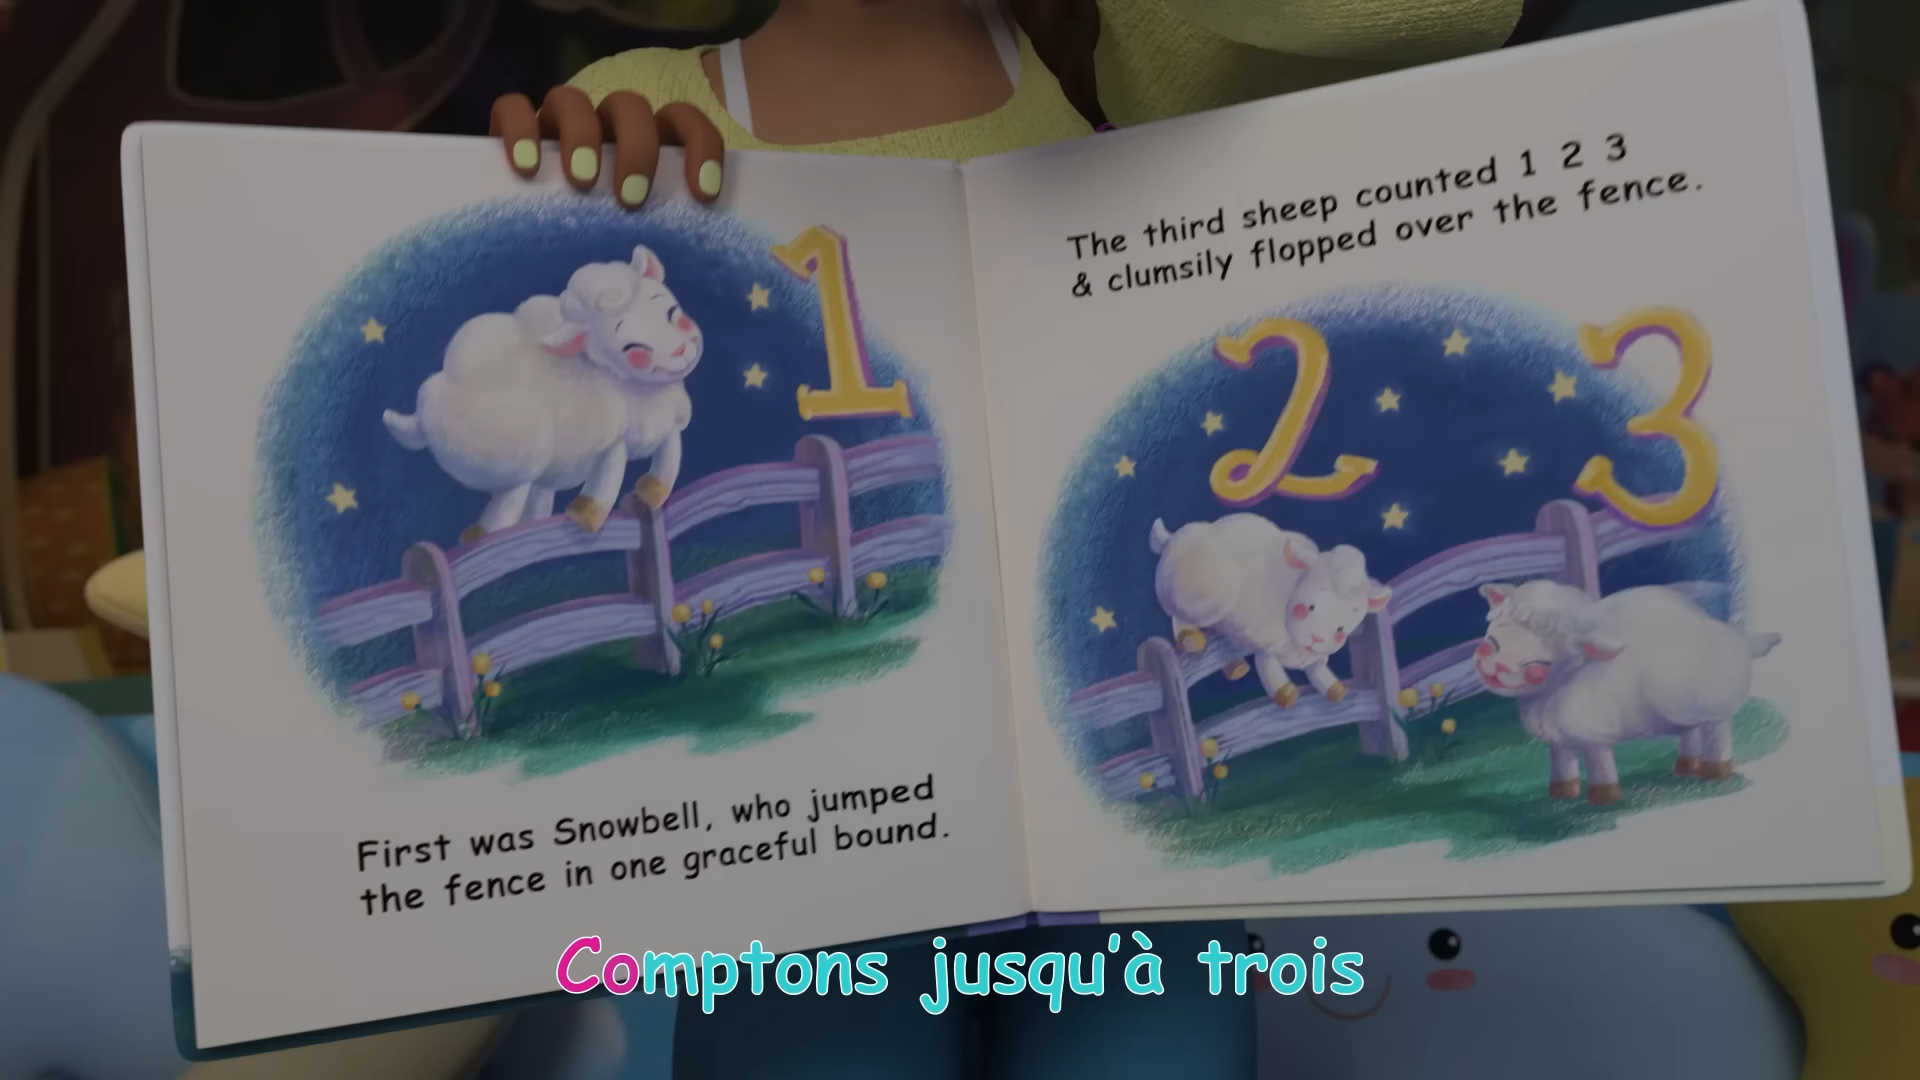 1
First was Snowbell, who jumped
the fence in one graceful bound.
The third sheep counted 1 2 3
& clumsily flopped over the fence.
2 3
Comptons jusqu'à trois